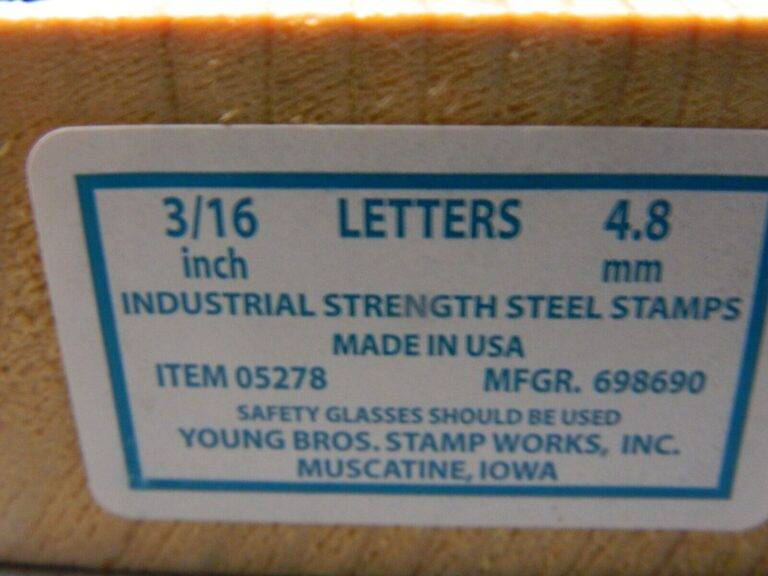 3/16 LETTERS 4.8
inch mm
INDUSTRIAL STRENGTH STEEL STAMPS
MADE IN USA
ITEM 05278 MFGR. 698690
SAFETY GLASSES SHOULD BE USED
YOUNG BROS. STAMP WORKS, INC.
MUSCATINE, IOWA